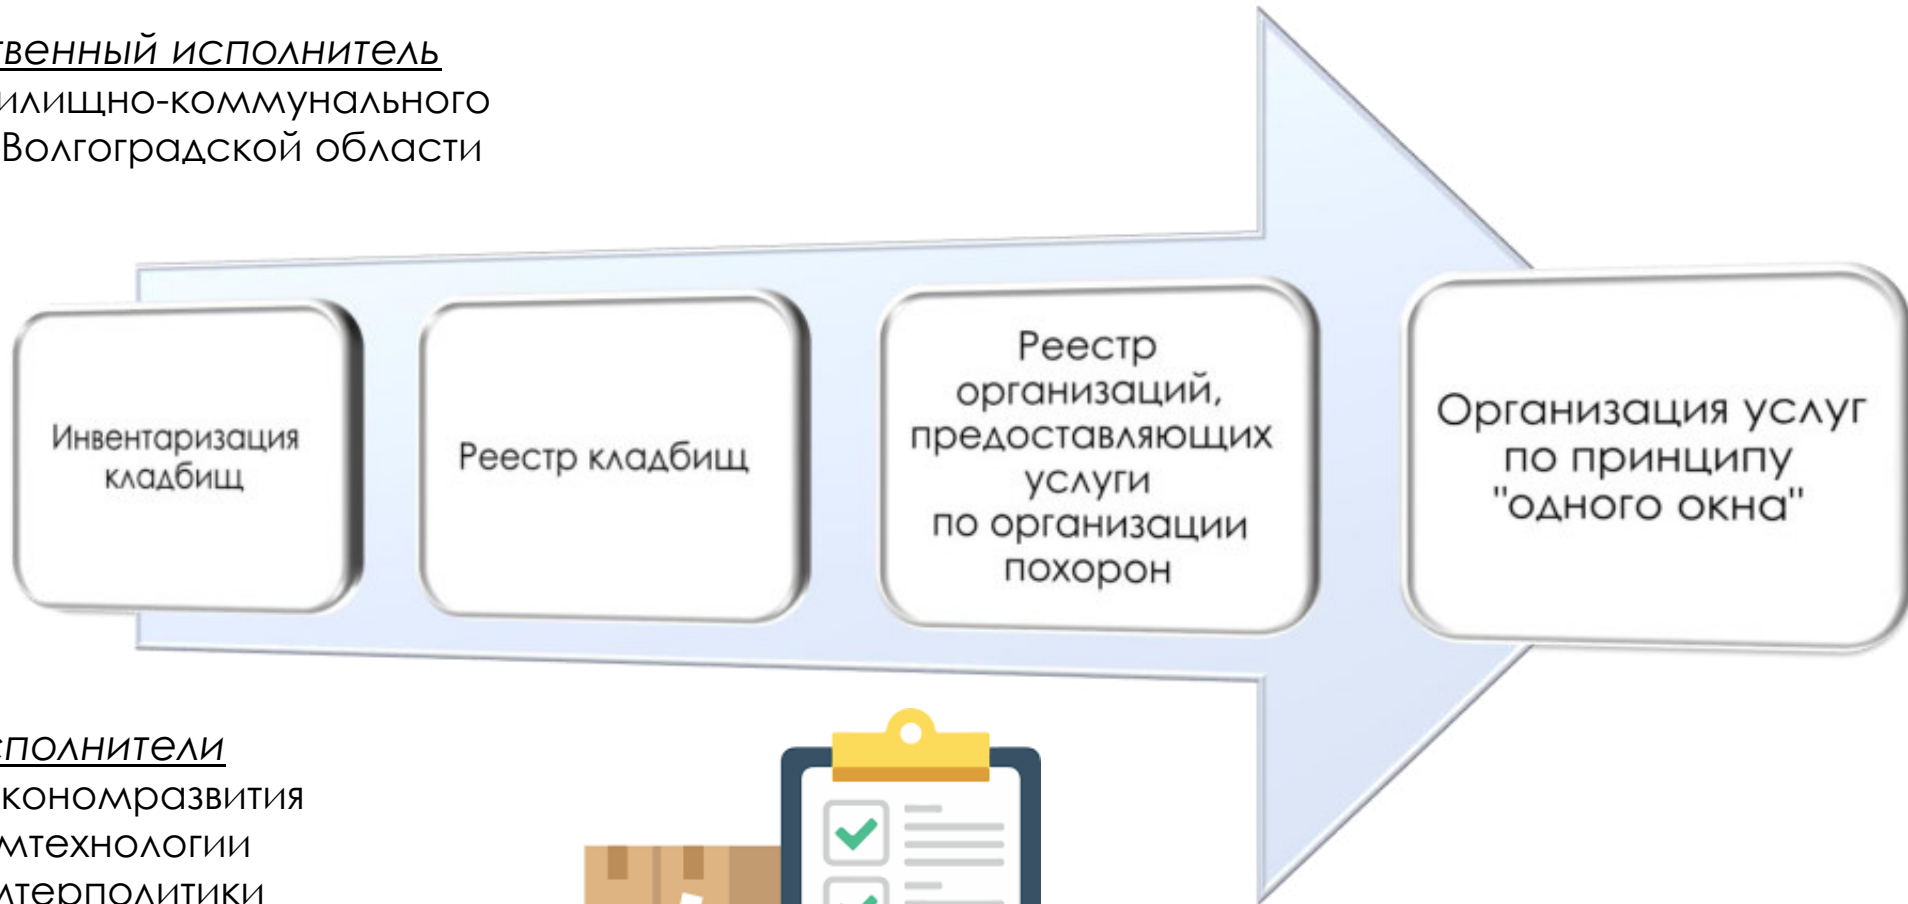 твенный исполнитель
илищно-коммунального
Волгоградской области
Инвентаризация
кладбищ
Реестр кладбищ
Реестр
организаций,
предоставляющих
услуги
по организации
похорон
Организация услуг
по принципу
"одного окна"
сполнители
кономразвития
мтехнологии
мтерполитики